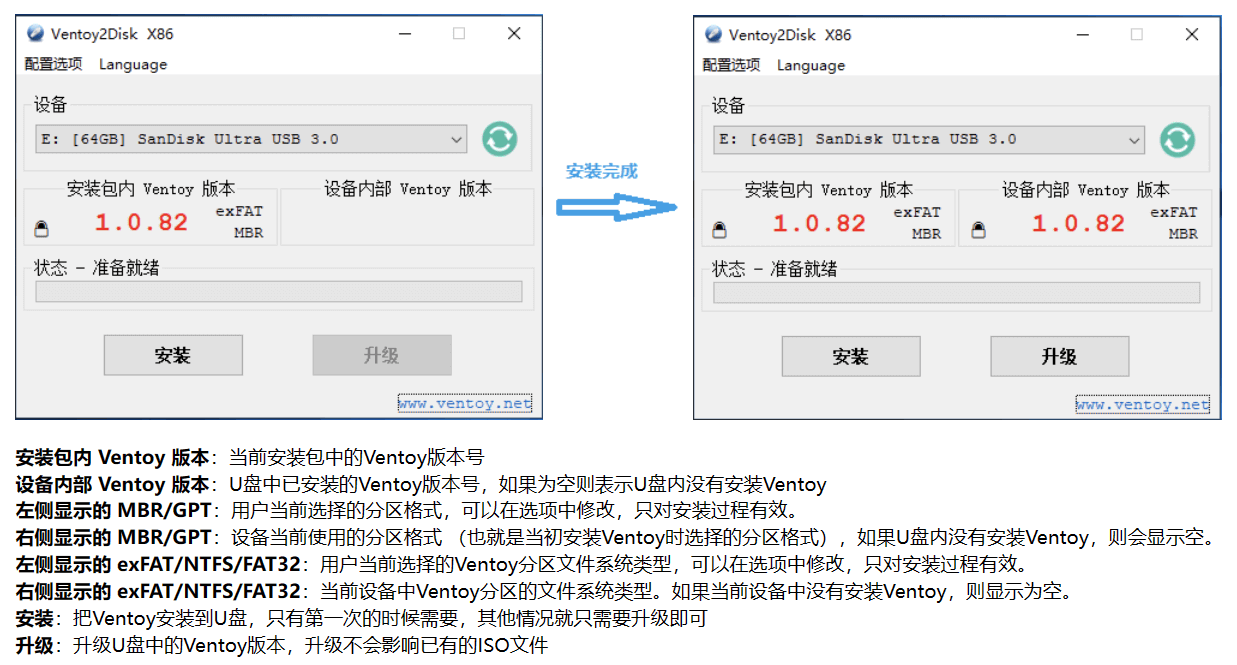 Ventoy2Disk X86
配置选项 Language
设备
E: [64GB] SanDisk Ultra USB 3.0
安装包内 Ventoy 版本
设备内部 Ventoy 版本
1.0.82
exFAT
MBR
状态 - 准备就绪
安装
升级
www.ventoy.net
安装完成
Ventoy2Disk X86
配置选项 Language
设备
E: [64GB] SanDisk Ultra USB 3.0
安装包内 Ventoy 版本
设备内部 Ventoy 版本
1.0.82
exFAT
MBR
1.0.82
exFAT
MBR
状态 - 准备就绪
安装
升级
www.ventoy.net
安装包内 Ventoy 版本：当前安装包中的Ventoy版本号
设备内部 Ventoy 版本：U盘中已安装的Ventoy版本号，如果为空则表示U盘内没有安装Ventoy
左侧显示的 MBR/GPT：用户当前选择的分区格式，可以在选项中修改，只对安装过程有效。
右侧显示的 MBR/GPT：设备当前使用的分区格式 （也就是当初安装Ventoy时选择的分区格式），如果U盘内没有安装Ventoy，则会显示空。
左侧显示的 exFAT/NTFS/FAT32：用户当前选择的Ventoy分区文件系统类型，可以在选项中修改，只对安装过程有效。
右侧显示的 exFAT/NTFS/FAT32：当前设备中Ventoy分区的文件系统类型。如果当前设备中没有安装Ventoy，则显示为空。
安装：把Ventoy安装到U盘，只有第一次的时候需要，其他情况就只需要升级即可
升级：升级U盘中的Ventoy版本，升级不会影响已有的ISO文件